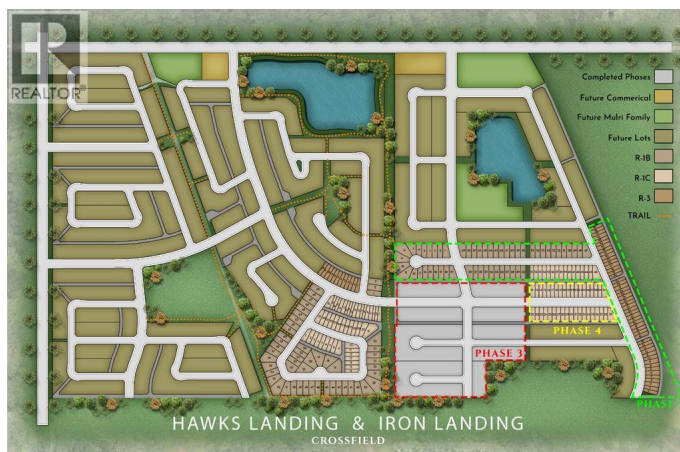 REALTOR®
Completed Phases
Future Commerical
Future Mulri Family
Future Lots
R-1B
R-1C
R-3
TRAIL
PHASE 4
PHASE 3
PHASE
HAWKS LANDING & IRON LANDING
CROSSFIELD